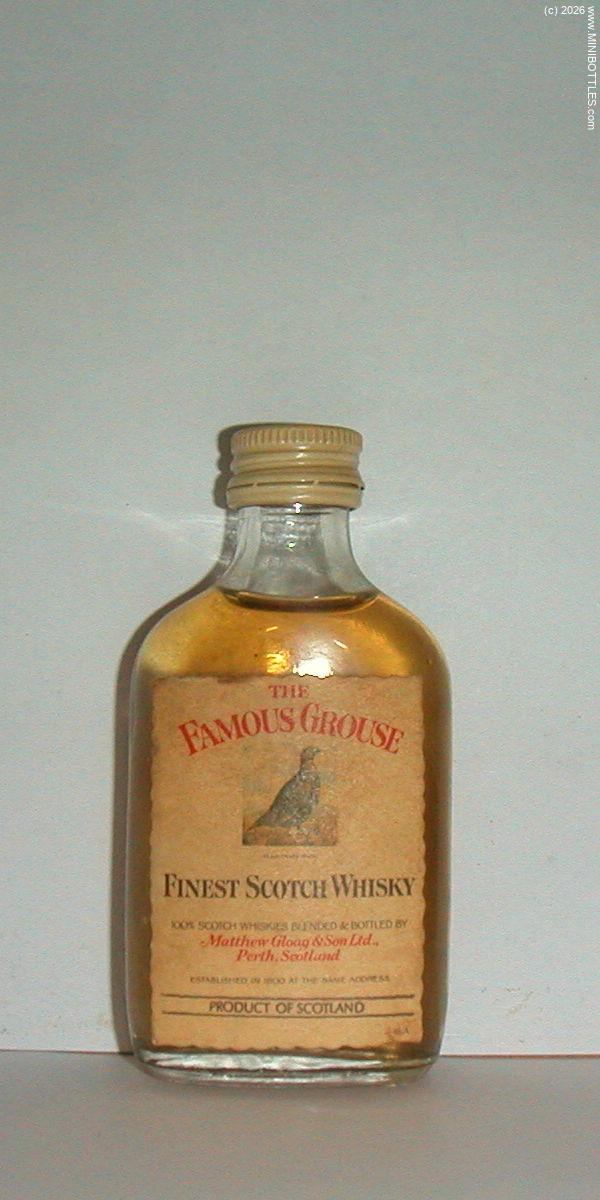 (c) 2026 www.MINIBOTTLES.com
THE
FAMOUS GROUSE
FINEST SCOTCH WHISKY
100% SCOTCH WHISKIES BLENDED & BOTTLED BY
Matthew Gloag & Son Ltd.,
Perth, Scotland
ESTABLISHED IN 1800 AT THE SAME ADDRESS
PRODUCT OF SCOTLAND